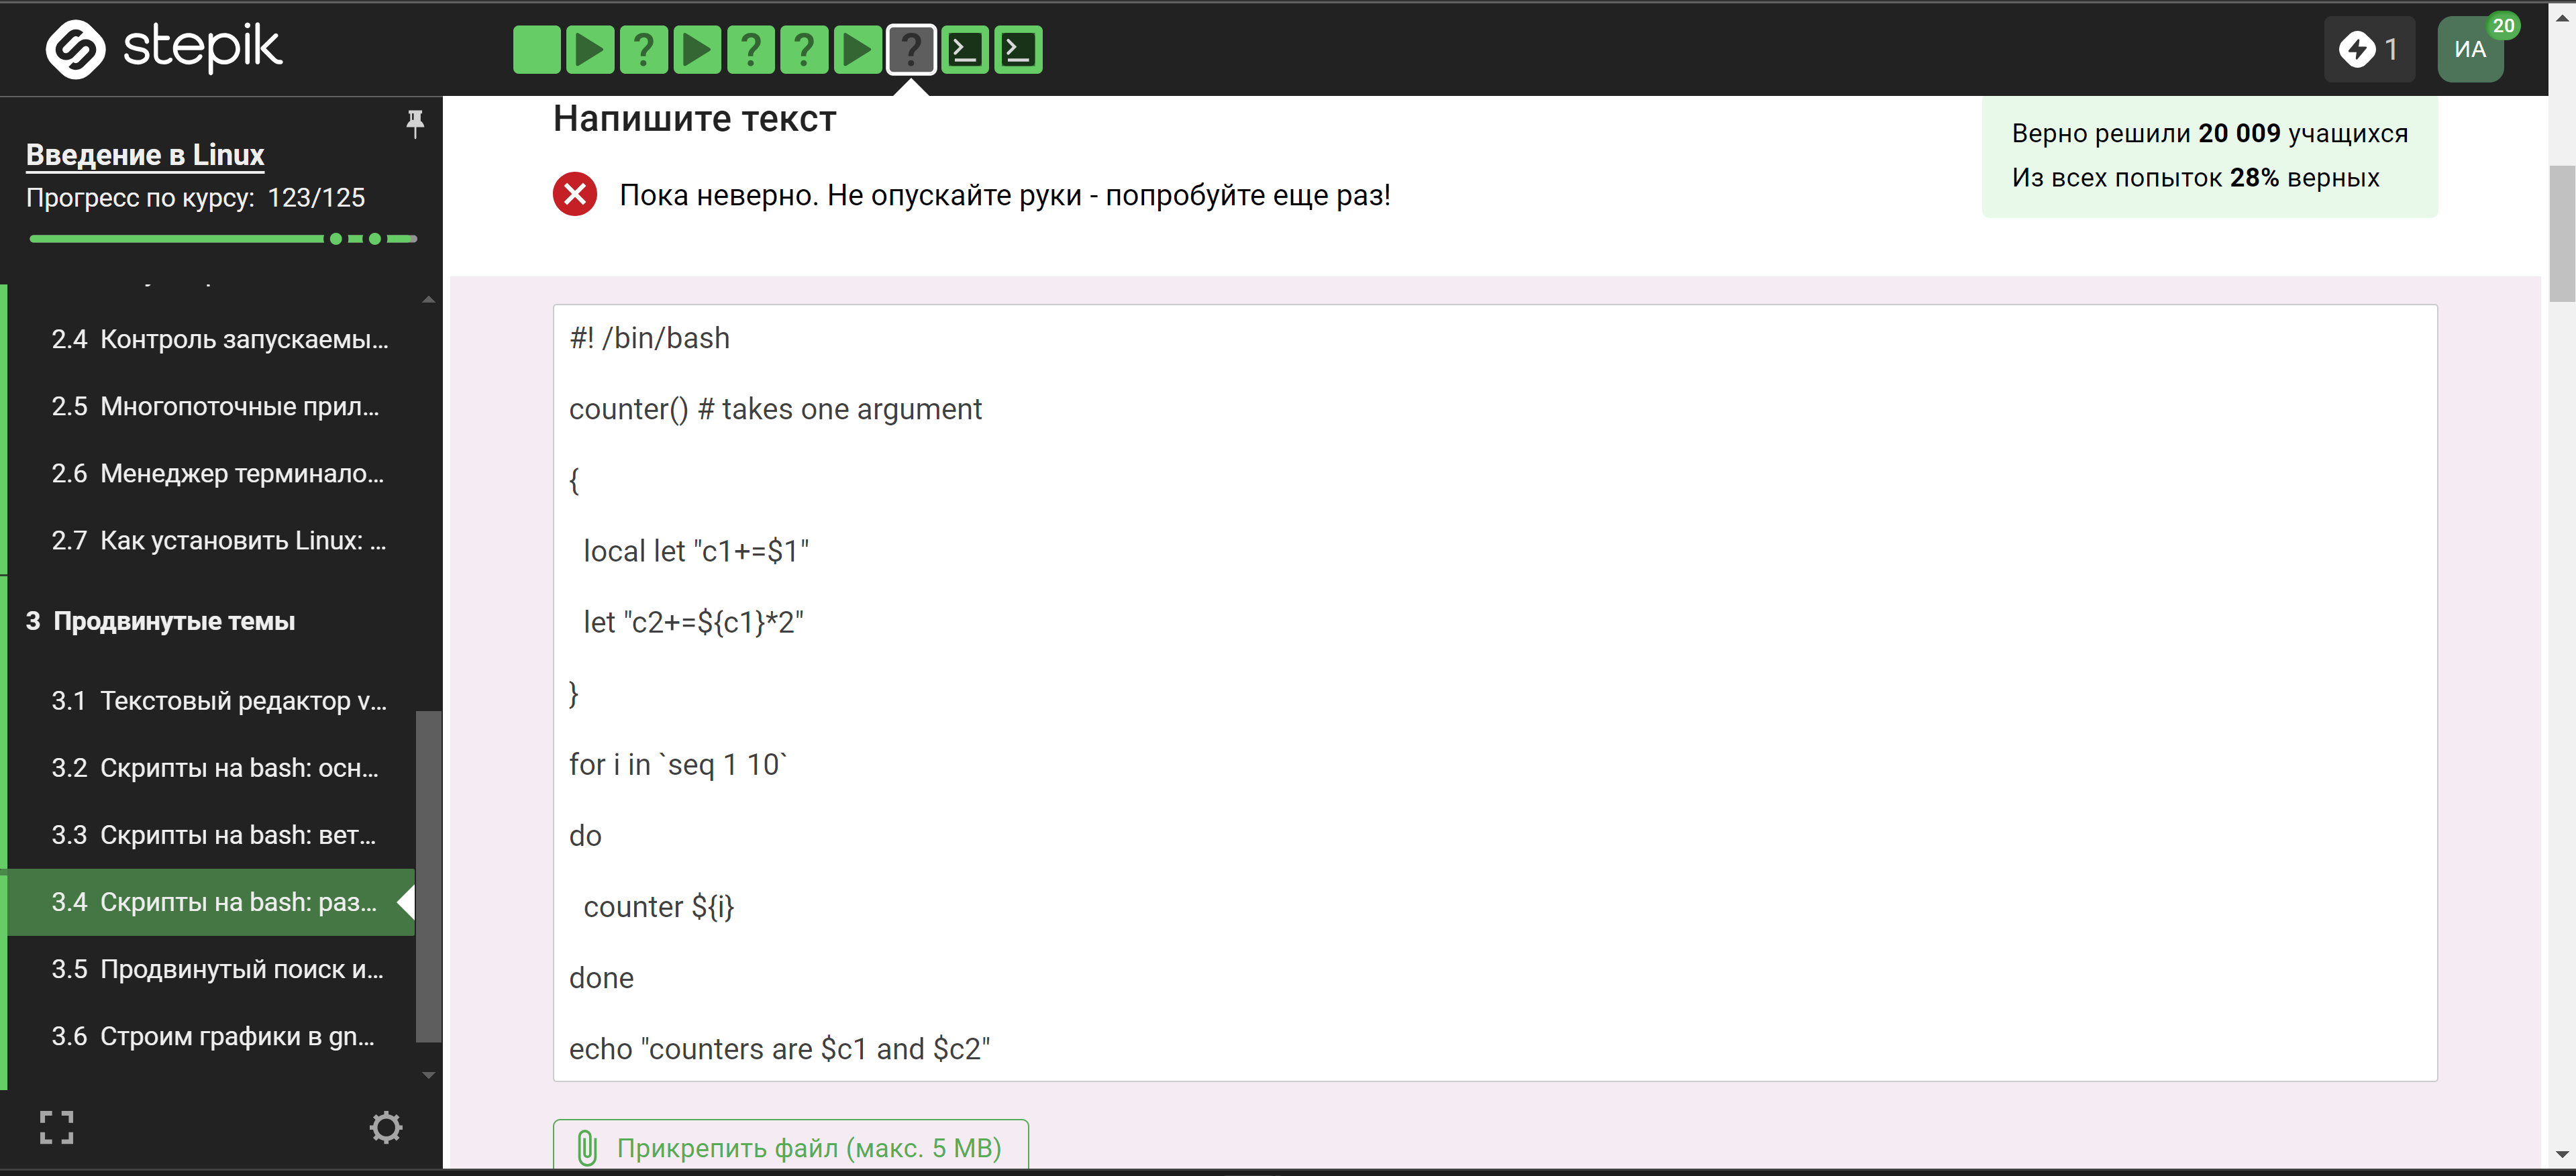 stepik
? ? ? ?
1
ИА
20
Введение в Linux
Прогресс по курсу: 123/125
2.4 Контроль запускаемы...
2.5 Многопоточные прил...
2.6 Менеджер терминало...
2.7 Как установить Linux: ...
3 Продвинутые темы
3.1 Текстовый редактор v...
3.2 Скрипты на bash: осн...
3.3 Скрипты на bash: вет...
3.4 Скрипты на bash: раз...
3.5 Продвинутый поиск и...
3.6 Строим графики в gn...
Напишите текст
Пока неверно. Не опускайте руки - попробуйте еще раз!
Верно решили 20 009 учащихся
Из всех попыток 28% верных
#! /bin/bash
counter() # takes one argument
{
local let "c1+=$1"
let "c2+=${c1}*2"
}
for i in `seq 1 10`
do
counter ${i}
done
echo "counters are $c1 and $c2"
Прикрепить файл (макс. 5 MB)